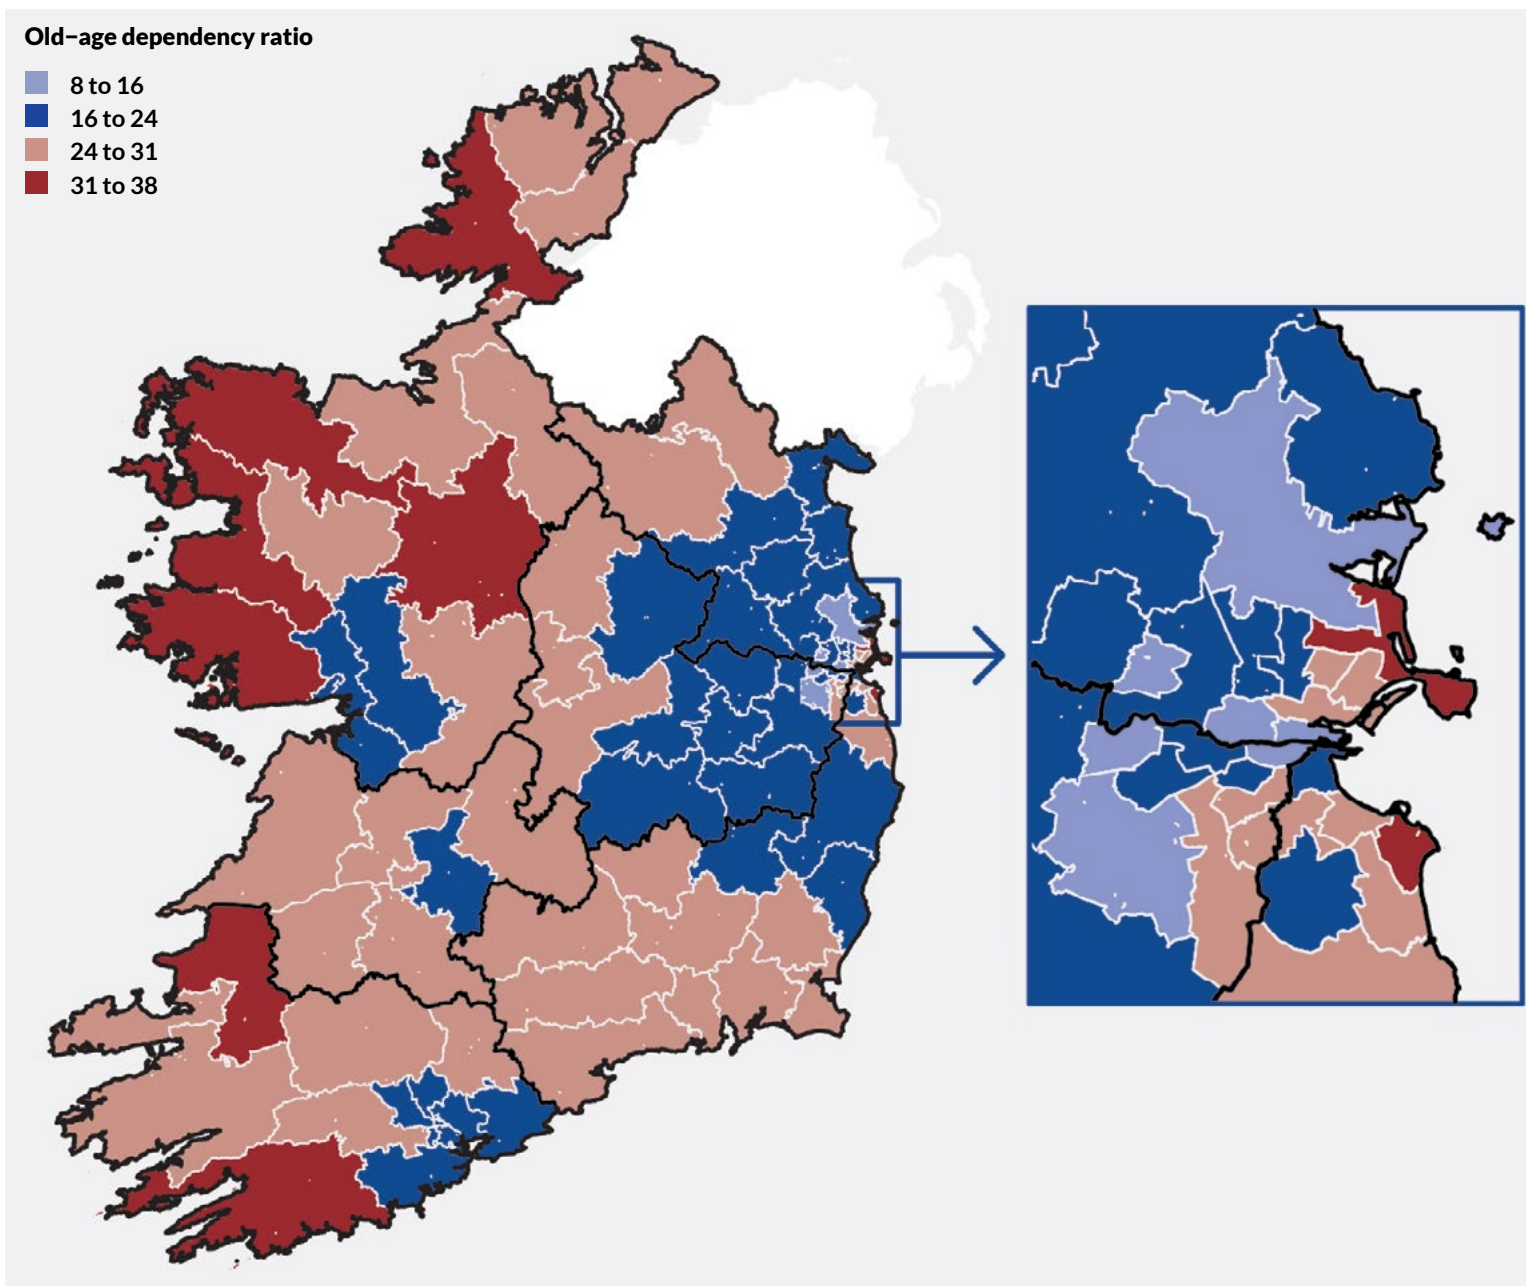 Old–age dependency ratio
8 to 16
16 to 24
24 to 31
31 to 38